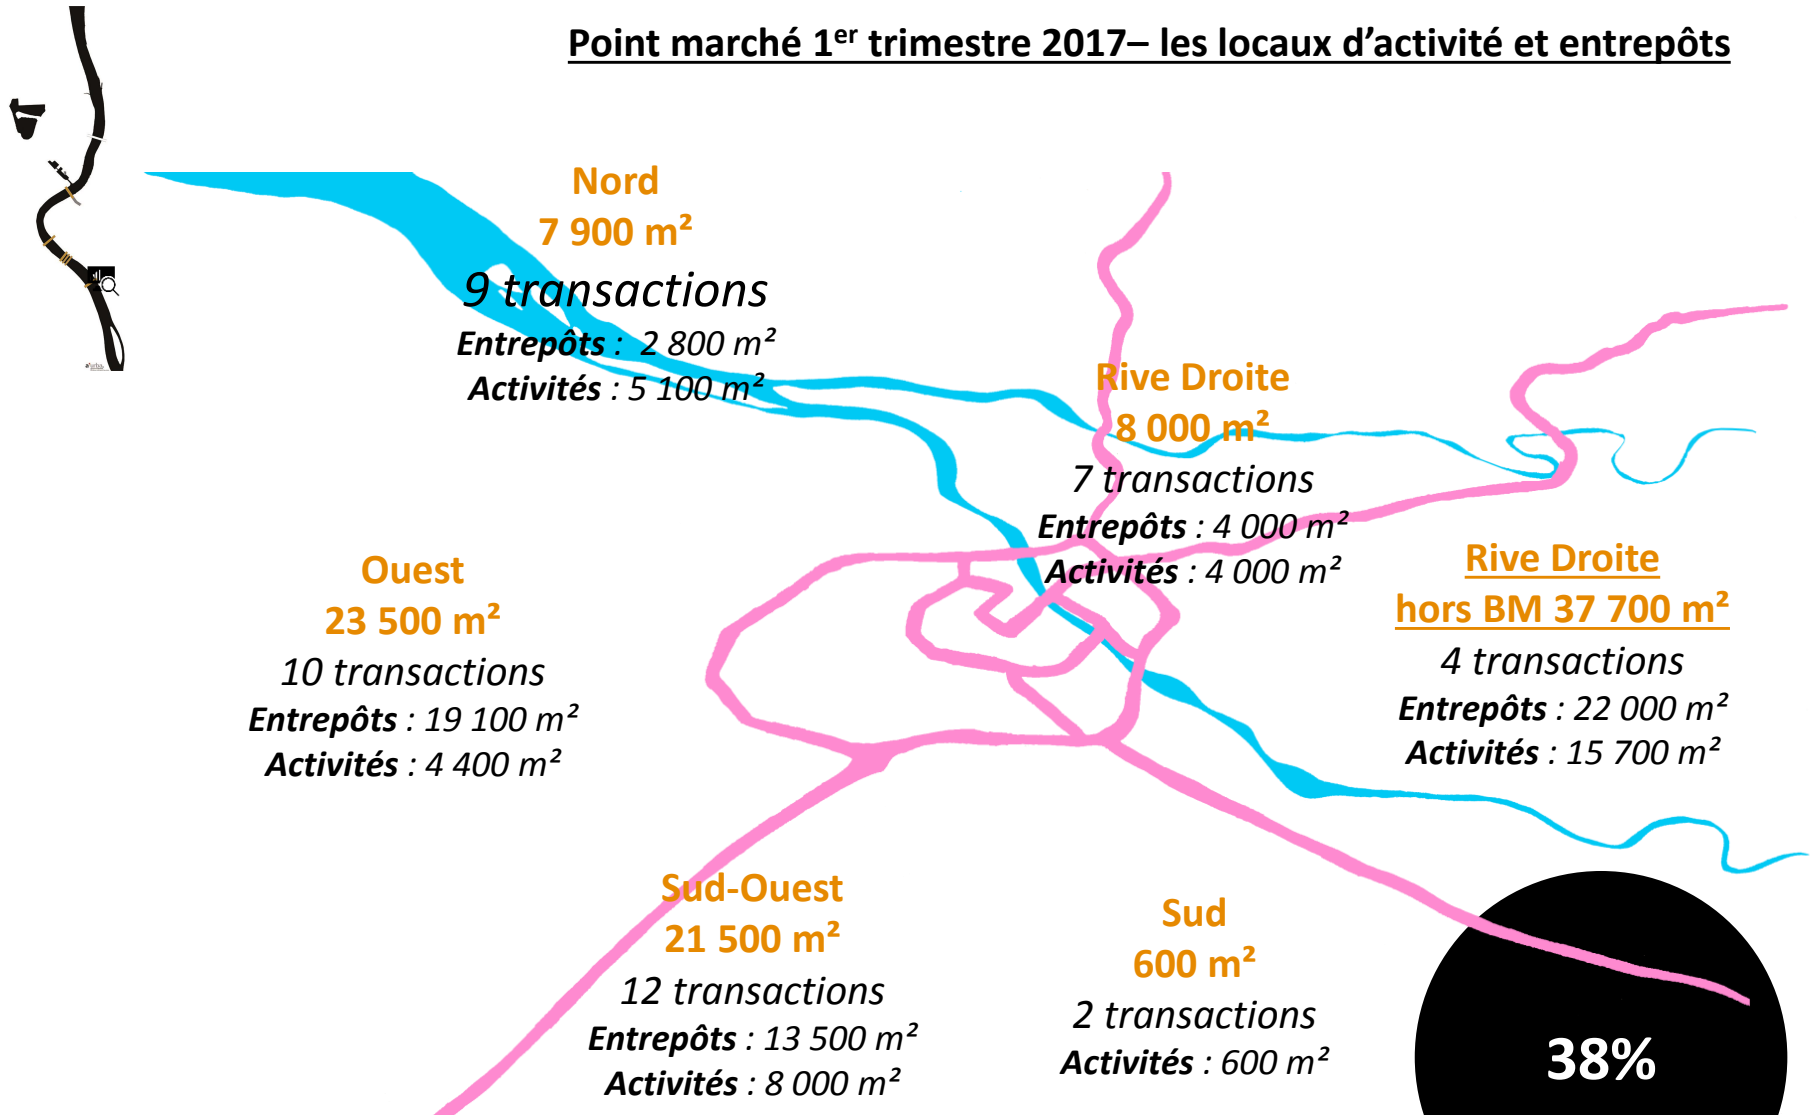 Point marché 1er trimestre 2017– les locaux d'activité et entrepôts
Nord
7 900 m²
9 transactions
Entrepôts : 2 800 m²
Activités : 5 100 m²
Rive Droite
8 000 m²
7 transactions
Entrepôts : 4 000 m²
Activités : 4 000 m²
Ouest
23 500 m²
10 transactions
Entrepôts : 19 100 m²
Activités : 4 400 m²
Rive Droite
hors BM 37 700 m²
4 transactions
Entrepôts : 22 000 m²
Activités : 15 700 m²
Sud-Ouest
21 500 m²
12 transactions
Entrepôts : 13 500 m²
Activités : 8 000 m²
Sud
600 m²
2 transactions
Activités : 600 m²
38%